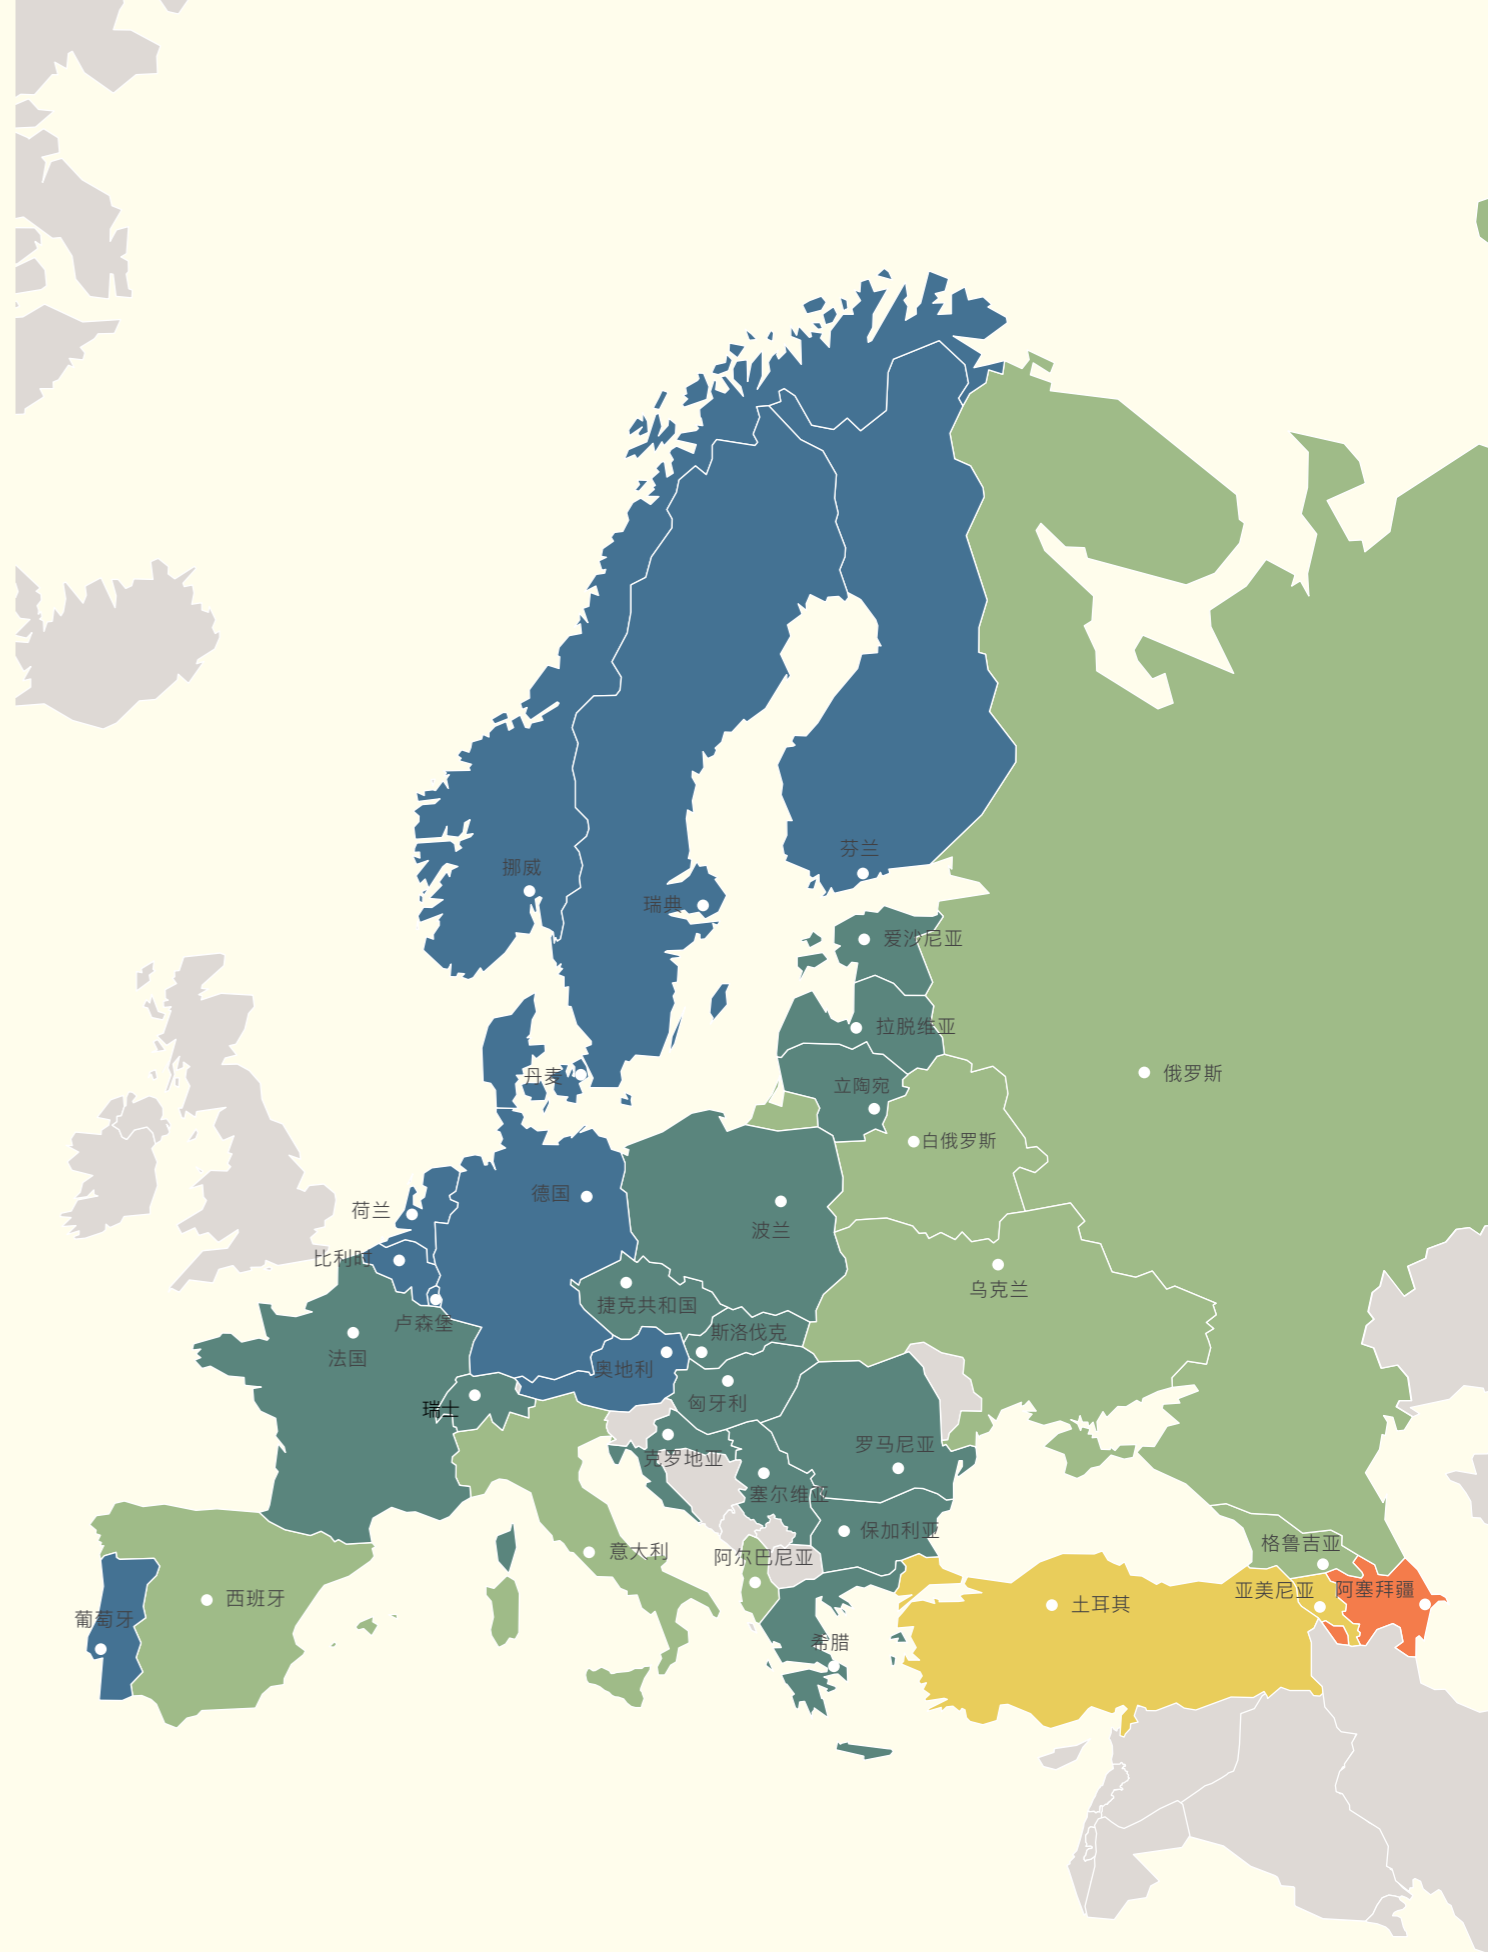 芬兰
挪威
瑞典
爱沙尼亚
拉脱维亚
俄罗斯
丹麦
立陶宛
白俄罗斯
德国
荷兰
波兰
比利时
乌克兰
捷克共和国
卢森堡
斯洛伐克
法国
奥地利
匈牙利
瑞士
罗马尼亚
克罗地亚
塞尔维亚
保加利亚
格鲁吉亚
意大利
阿尔巴尼亚
亚美尼亚
阿塞拜疆
西班牙
土耳其
葡萄牙
希腊